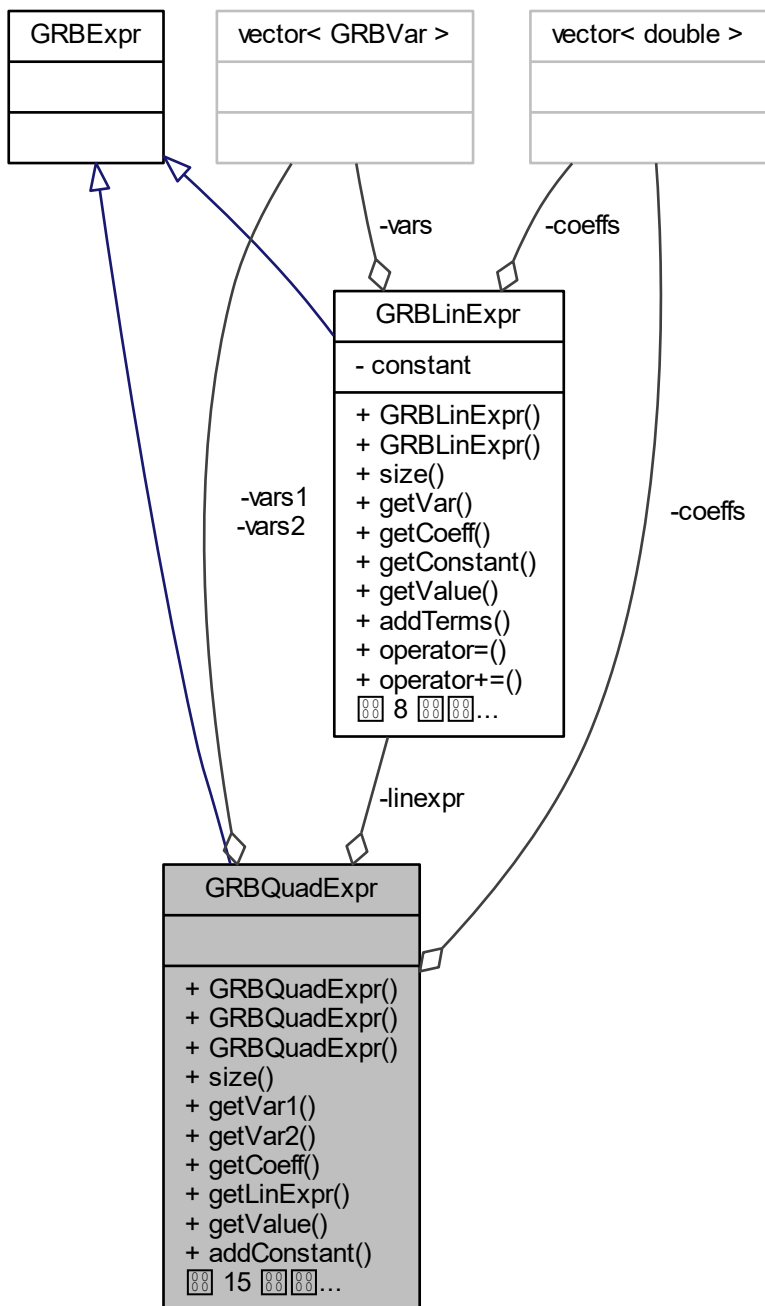 GRBExpr
vector< GRBVar >
vector< double >
-vars
-coeffs
GRBLinExpr
- constant
+ GRBLinExpr()
+ GRBLinExpr()
+ size()
+ getVar()
+ getCoeff()
+ getConstant()
+ getValue()
+ addTerms()
+ operator=()
+ operator+=()
8 ...
-vars1
-vars2
-coeffs
-linexpr
GRBQuadExpr
+ GRBQuadExpr()
+ GRBQuadExpr()
+ GRBQuadExpr()
+ size()
+ getVar1()
+ getVar2()
+ getCoeff()
+ getLinExpr()
+ getValue()
+ addConstant()
15 ...